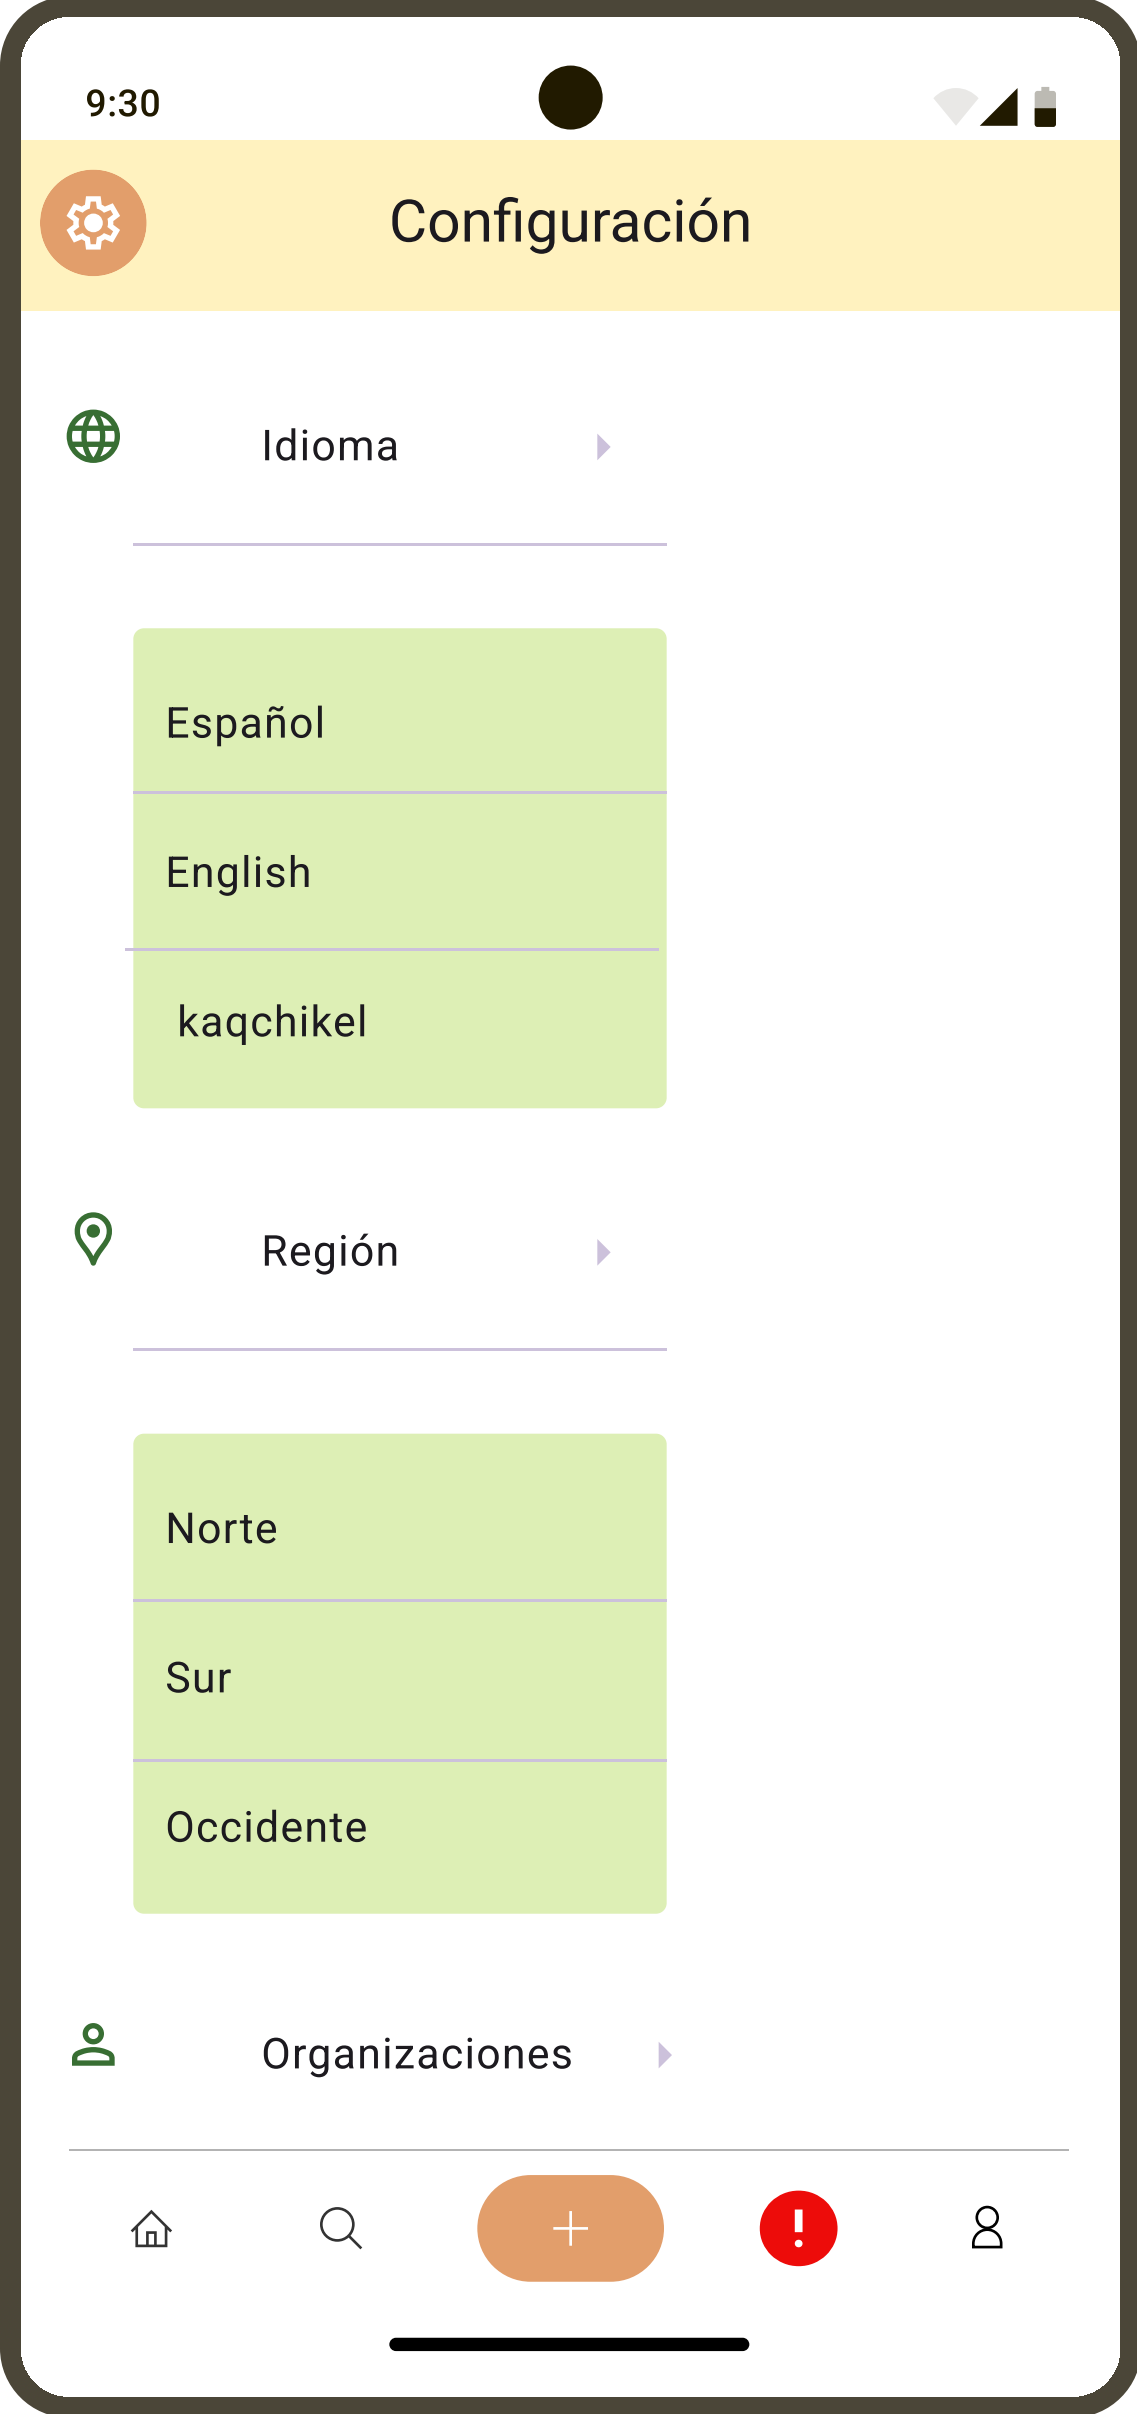 9:30
Configuración
Idioma
Español
English
kaqchikel
Región
Norte
Sur
Occidente
Organizaciones